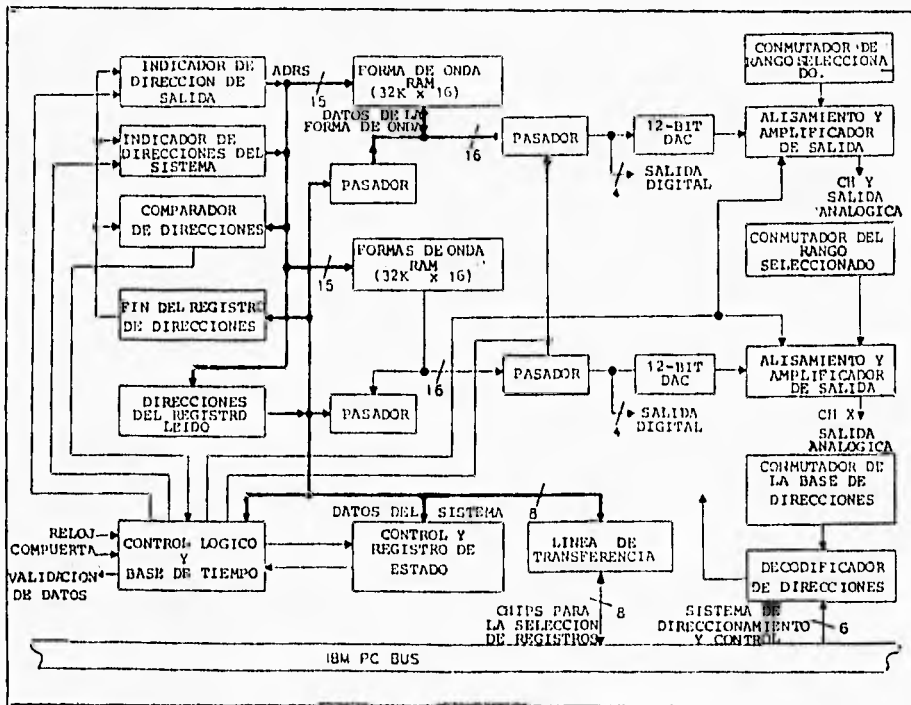 INDICADOR DE
DIRECCION DE
SALIDA
ADRS
15
FORMA DE ONDA
RAM
(32K X 16)
DATOS DE LA
FORMA DE ONDA
16
PASADOR
12-BIT
DAC
SALIDA
DIGITAL
4
CONMUTADOR DE
RANGO SELECCIONA
DO.
ALISAMIENTO Y
AMPLIFICADOR
DE SALIDA
CH Y
SALIDA
ANALOGICA
INDICADOR DE
DIRECCIONES DEL
SISTEMA
PASADOR
COMPARADOR
DE DIRECCIONES
15
FORMAS DE ONDA
RAM
(32K X 16)
CONMUTADOR DEL
RANGO
SELECCIONADO
FIN DEL REGISTRO
DE DIRECCIONES
DIRECCIONES
DEL REGISTRO
LEIDO
PASADOR
16
PASADOR
12-BIT
DAC
SALIDA
DIGITAL
4
ALISAMIENTO Y
AMPLIFICADOR
DE SALIDA
CH X
SALIDA
ANALOGICA
CONMUTADOR DE
LA BASE DE
DIRECCIONES
RELOJ
COMPUERTA
VALIDACION
DE DATOS
CONTROL LOGICO
Y
BASE DE TIEMPO
DATOS DEL SISTEMA
8
CONTROL Y
REGISTRO DE
ESTADO
LINEA DE
TRANSFERENCIA
DECODIFICADOR
DE DIRECCIONES
CHIPS PARA
LA SELECCION
DE REGISTROS
8
SISTEMA DE
DIRECCIONAMIENTO
Y CONTROL
6
IBM PC BUS